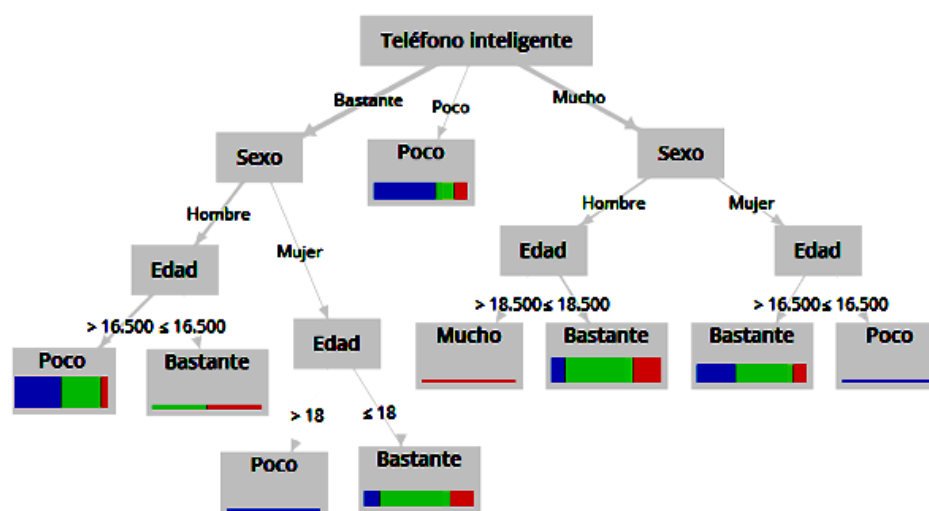 Teléfono inteligente
Bastante
Poco
Mucho
Sexo
Poco
Sexo
Hombre
Mujer
Hombre
Mujer
Edad
Edad
Edad
> 16.500 ≤ 16.500
> 18.500 ≤ 18.500
> 16.500 ≤ 16.500
Poco
Bastante
Edad
Mucho
Bastante
Bastante
Poco
> 18
≤ 18
Poco
Bastante